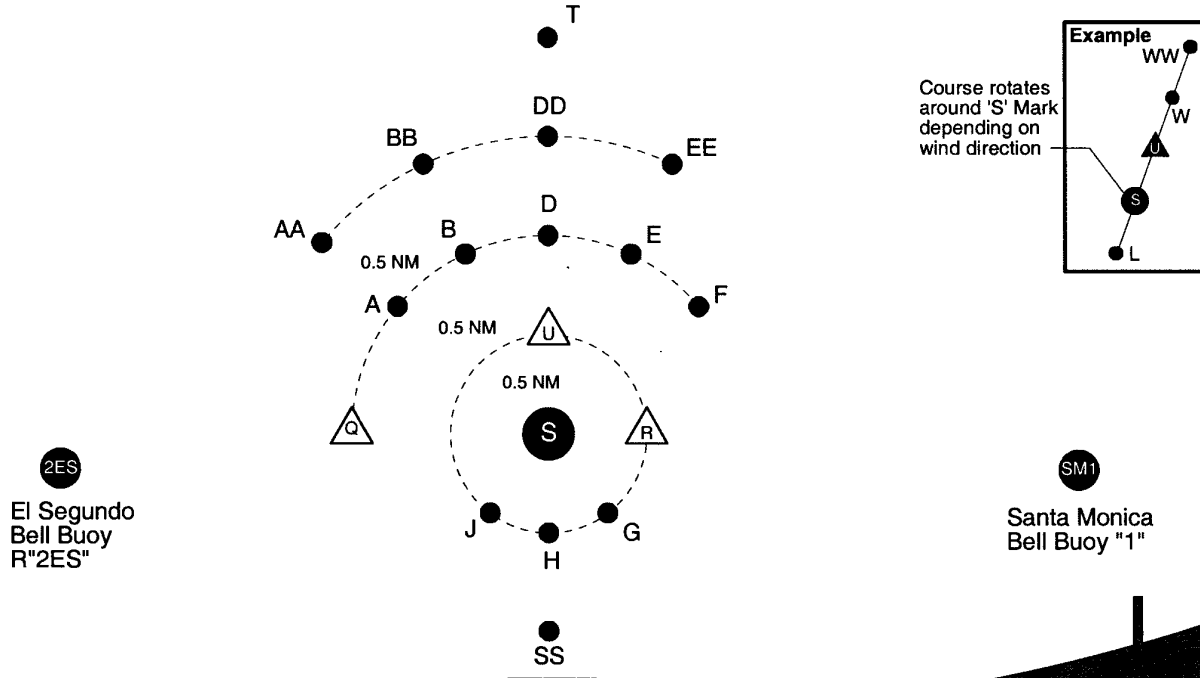 T
DD
BB
EE
AA
B
D
E
0.5 NM
A
F
0.5 NM
U
0.5 NM
Q
S
R
J
G
H
SS
2ES
El Segundo
Bell Buoy
R"2ES"
Example
WW
W
U
S
L
Course rotates
around 'S' Mark
depending on
wind direction
SM1
Santa Monica
Bell Buoy "1"